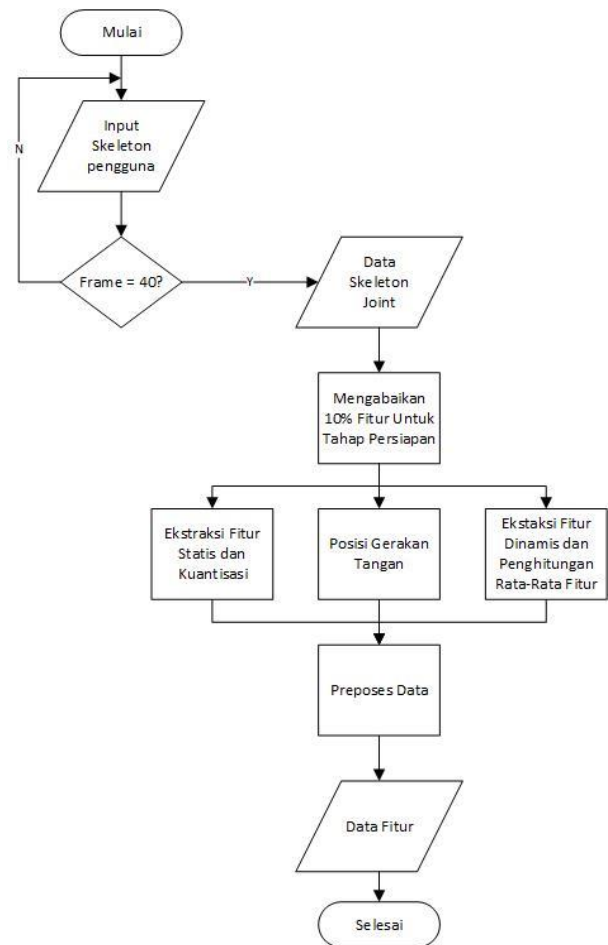 Mulai
Input
Skeleton
pengguna
N
Frame = 40?
Y
Data
Skeleton
Joint
Mengabaikan
10% Fitur Untuk
Tahap Persiapan
Ekstraksi Fitur
Statis dan
Kuantisasi
Posisi Gerakan
Tangan
Ekstaksi Fitur
Dinamis dan
Penghitungan
Rata-Rata Fitur
Preposes Data
Data Fitur
Selesai